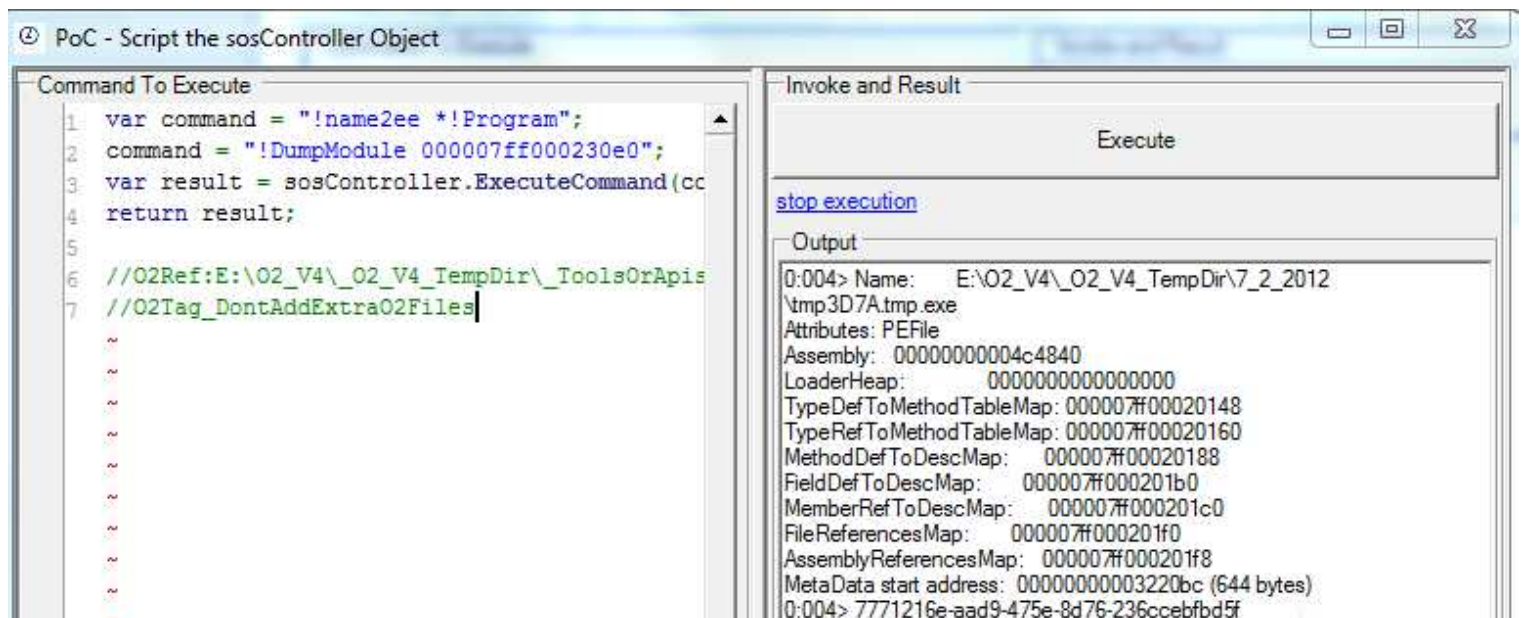 PoC - Script the sosController Object
Command To Execute
1 var command = "!name2ee *!Program";
2 command = "!DumpModule 000007ff000230e0";
3 var result = sosController.ExecuteCommand(co
4 return result;
5
6 //O2Ref:E:\O2_V4\_O2_V4_TempDir\_ToolsOrApis
7 //O2Tag_DontAddExtraO2Files
~
~
~
~
~
~
~
~
~
Invoke and Result
Execute
stop execution
Output
0:004> Name: E:\O2_V4\_O2_V4_TempDir\7_2_2012
\tmp3D7A.tmp.exe
Attributes: PEFile
Assembly: 00000000004c4840
LoaderHeap: 0000000000000000
TypeDefToMethodTableMap: 000007ff00020148
TypeRefToMethodTableMap: 000007ff00020160
MethodDefToDescMap: 000007ff00020188
FieldDefToDescMap: 000007ff000201b0
MemberRefToDescMap: 000007ff000201c0
FileReferencesMap: 000007ff000201f0
AssemblyReferencesMap: 000007ff000201f8
MetaData start address: 00000000003220bc (644 bytes)
0:004> 7771216e-aad9-475e-8d76-236ccebfbd5f